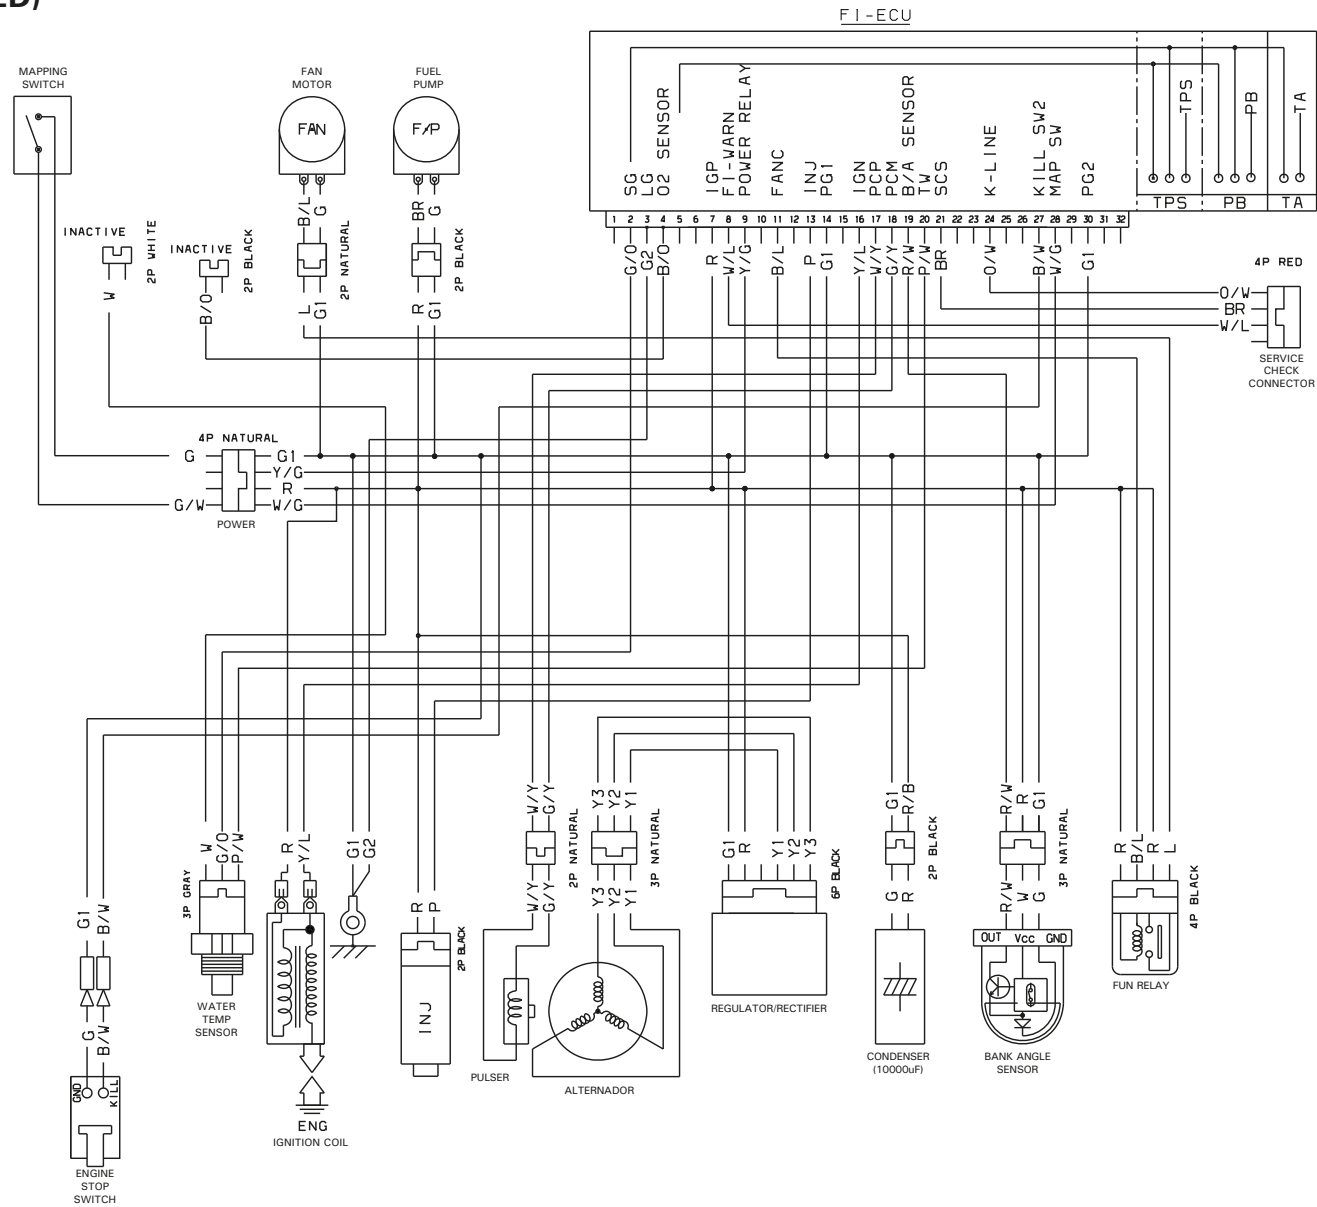 ED)
FI-ECU
MAPPING
SWITCH
FAN
MOTOR
FUEL
PUMP
FAN
F/P
SG
LG
O2 SENSOR
IGP
FI-WARN
POWER RELAY
FANC
INJ
PG1
IGN
PCP
PCM
B/A SENSOR
TW
SCS
K-LINE
KILL SW2
MAP SW
PG2
TPS
PB
TA
TPS
PB
TA
1 2 3 4 5 6 7 8 9 10 11 12 13 14 15 16 17 18 19 20 21 22 23 24 25 26 27 28 29 30 31 32
G/O
G2
B/O
R
W/L
Y/G
B/L
P
G1
Y/L
W/Y
G/Y
R/W
P/W
BR
O/W
B/W
W/G
G1
INACTIVE
2P WHITE
W
INACTIVE
2P BLACK
B/O
B/L
G
2P NATURAL
L
G1
BR
G
2P BLACK
R
G1
4P RED
O/W
BR
W/L
SERVICE
CHECK
CONNECTOR
4P NATURAL
G
G1
Y/G
R
G/W
W/G
POWER
W
G/O
P/W
3P GRAY
WATER
TEMP
SENSOR
R
Y/L
ENG
IGNITION COIL
G1
G2
R
P
2P BLACK
INJ
W/Y
G/Y
2P NATURAL
W/Y
G/Y
PULSER
Y3
Y2
Y1
3P NATURAL
Y3
Y2
Y1
ALTERNADOR
G1
R
Y1
Y2
Y3
6P BLACK
REGULATOR/RECTIFIER
G1
R/B
2P BLACK
G
R
CONDENSER
(10000uF)
R/W
R
G1
3P NATURAL
R/W
W
G
OUT Vcc GND
BANK ANGLE
SENSOR
R
B/L
R
L
4P BLACK
FUN RELAY
G1
B/W
G
B/W
GND
KILL
ENGINE
STOP
SWITCH